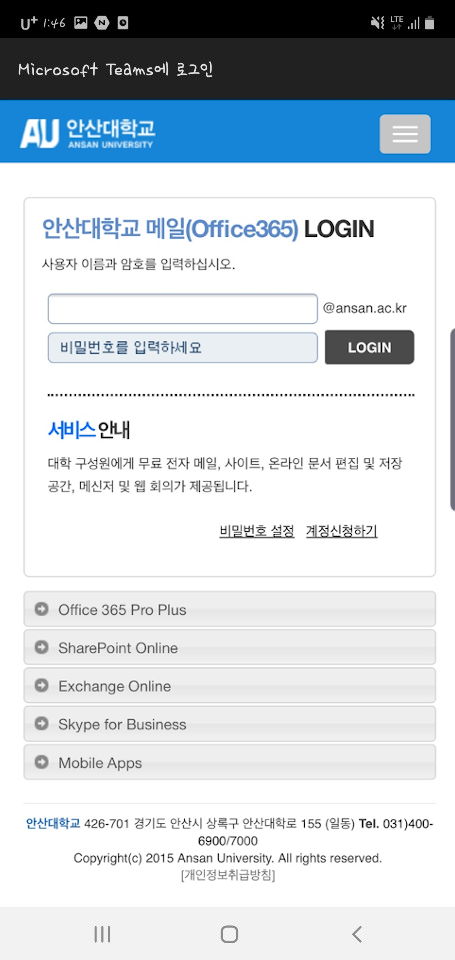 U+ 1:46 LTE
Microsoft Teams에 로그인
AU 안산대학교
ANSAN UNIVERSITY
안산대학교 메일(Office365) LOGIN
사용자 이름과 암호를 입력하십시오.
@ansan.ac.kr
비밀번호를 입력하세요 LOGIN
서비스 안내
대학 구성원에게 무료 전자 메일, 사이트, 온라인 문서 편집 및 저장
공간, 메신저 및 웹 회의가 제공됩니다.
비밀번호 설정 계정신청하기
Office 365 Pro Plus
SharePoint Online
Exchange Online
Skype for Business
Mobile Apps
안산대학교 426-701 경기도 안산시 상록구 안산대학로 155 (일동) Tel. 031)400-
6900/7000
Copyright(c) 2015 Ansan University. All rights reserved.
[개인정보취급방침]